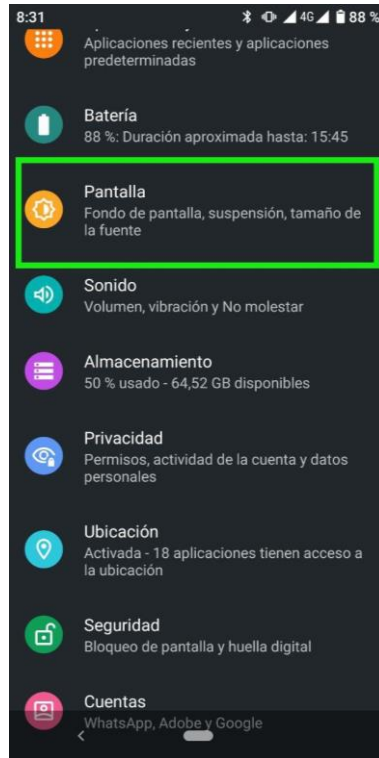 8:31 4G 88 %
Aplicaciones recientes y aplicaciones
predeterminadas
Batería
88 %: Duración aproximada hasta: 15:45
Pantalla
Fondo de pantalla, suspensión, tamaño de
la fuente
Sonido
Volumen, vibración y No molestar
Almacenamiento
50 % usado - 64,52 GB disponibles
Privacidad
Permisos, actividad de la cuenta y datos
personales
Ubicación
Activada - 18 aplicaciones tienen acceso a
la ubicación
Seguridad
Bloqueo de pantalla y huella digital
Cuentas
WhatsApp, Adobe y Google